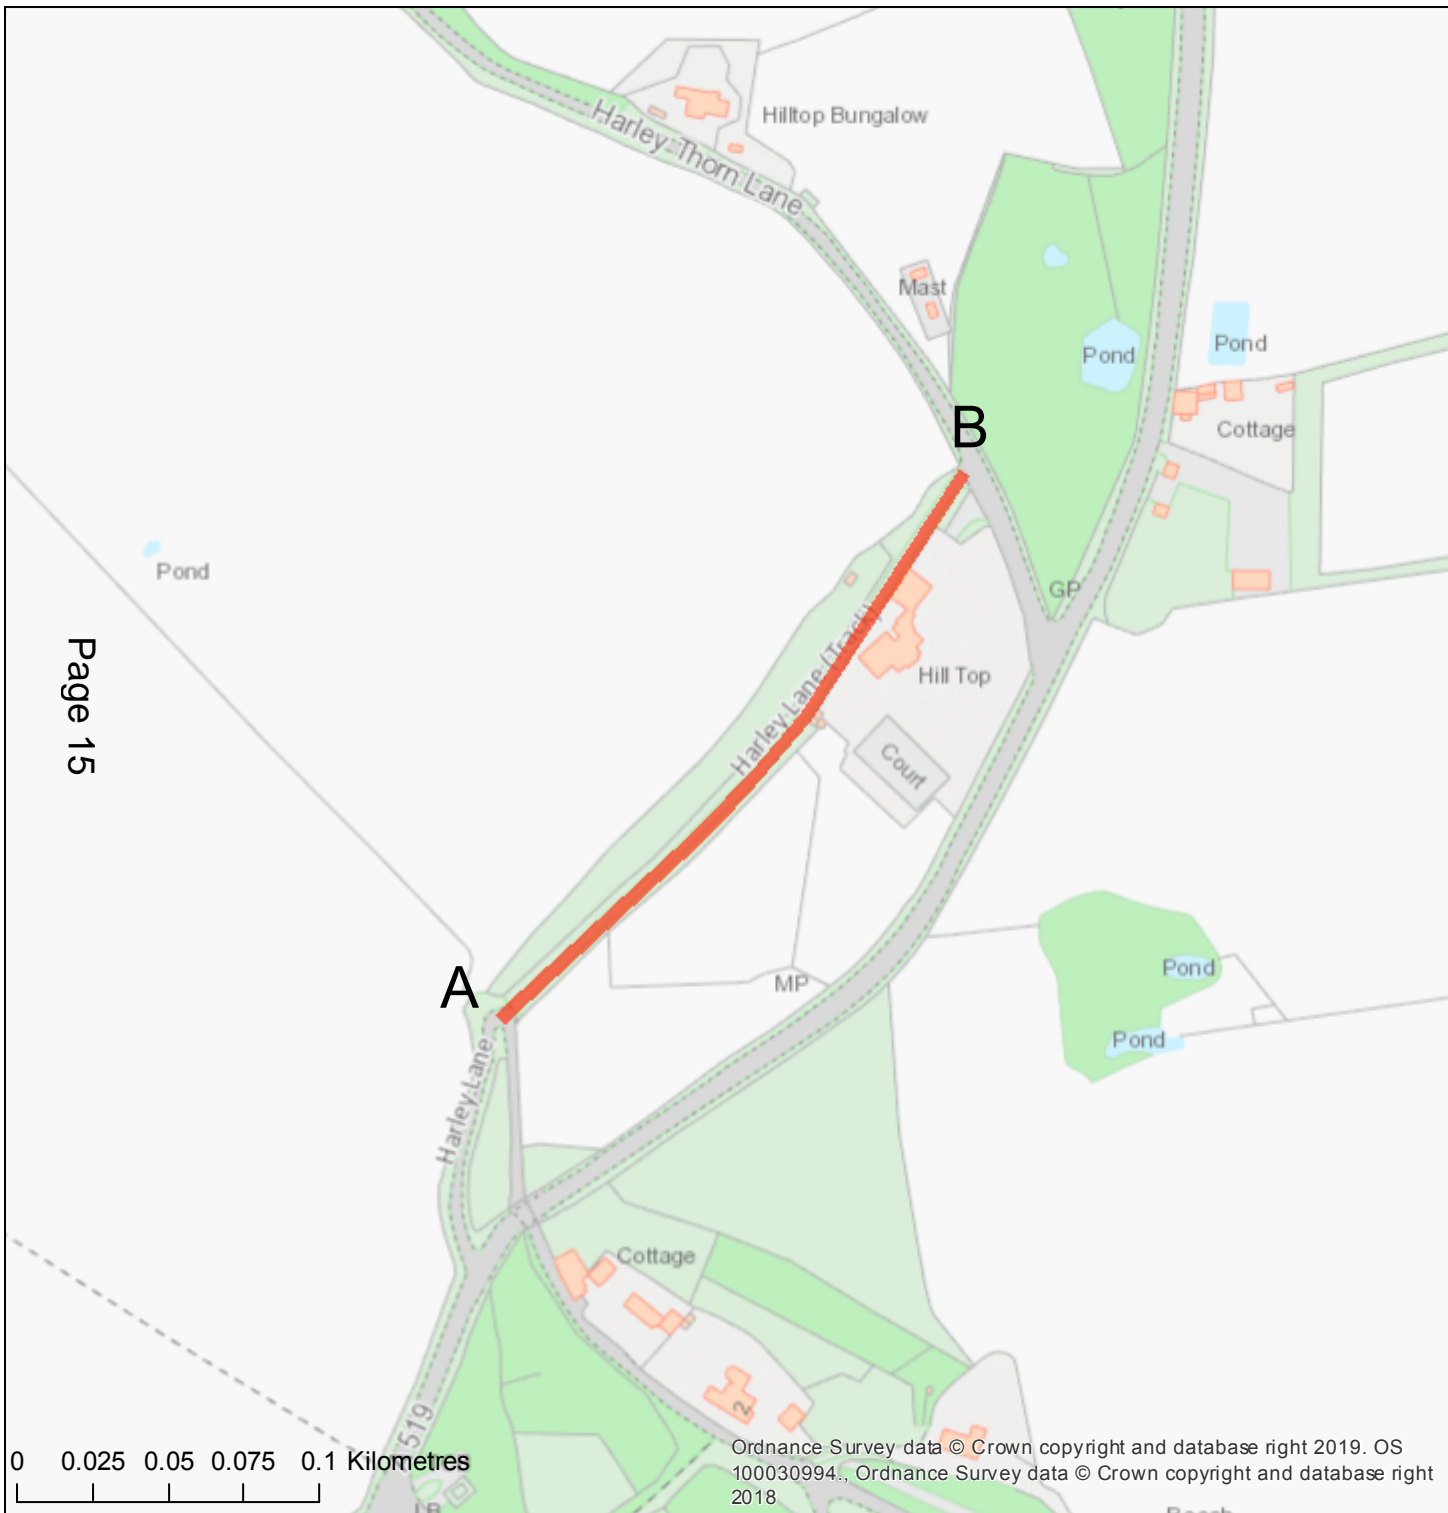 Hilltop Bungalow
Harley Thorn Lane
Mast
Pond
Pond
B
Cottage
Pond
GP
Page 15
Harley Lane (Track)
Hill Top
Court
A
MP
Pond
Pond
Harley Lane
Cottage
2
519
0 0.025 0.05 0.075 0.1 Kilometres
Ordnance Survey data © Crown copyright and database right 2019. OS
100030994., Ordnance Survey data © Crown copyright and database right
2018